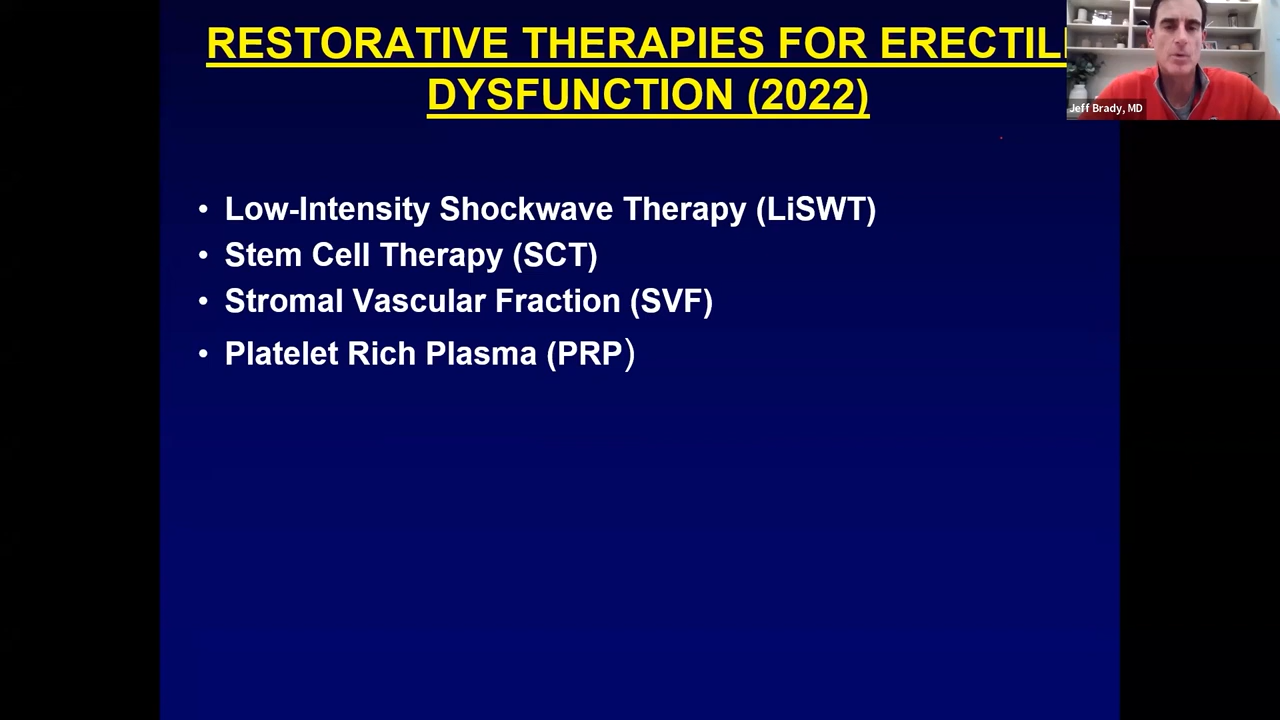 RESTORATIVE THERAPIES FOR ERECTIL
DYSFUNCTION (2022)
Jeff Brady, MD
• Low-Intensity Shockwave Therapy (LiSWT)
• Stem Cell Therapy (SCT)
• Stromal Vascular Fraction (SVF)
• Platelet Rich Plasma (PRP)